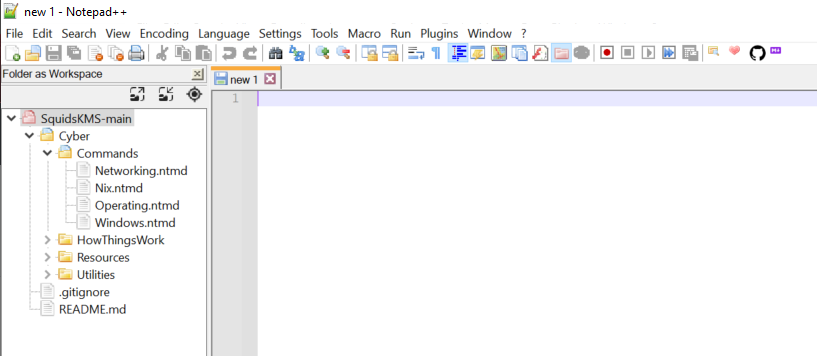 new 1 - Notepad++
File Edit Search View Encoding Language Settings Tools Macro Run Plugins Window ?
Folder as Workspace
new 1
1
SquidsKMS-main
Cyber
Commands
Networking.ntmd
Nix.ntmd
Operating.ntmd
Windows.ntmd
HowThingsWork
Resources
Utilities
.gitignore
README.md